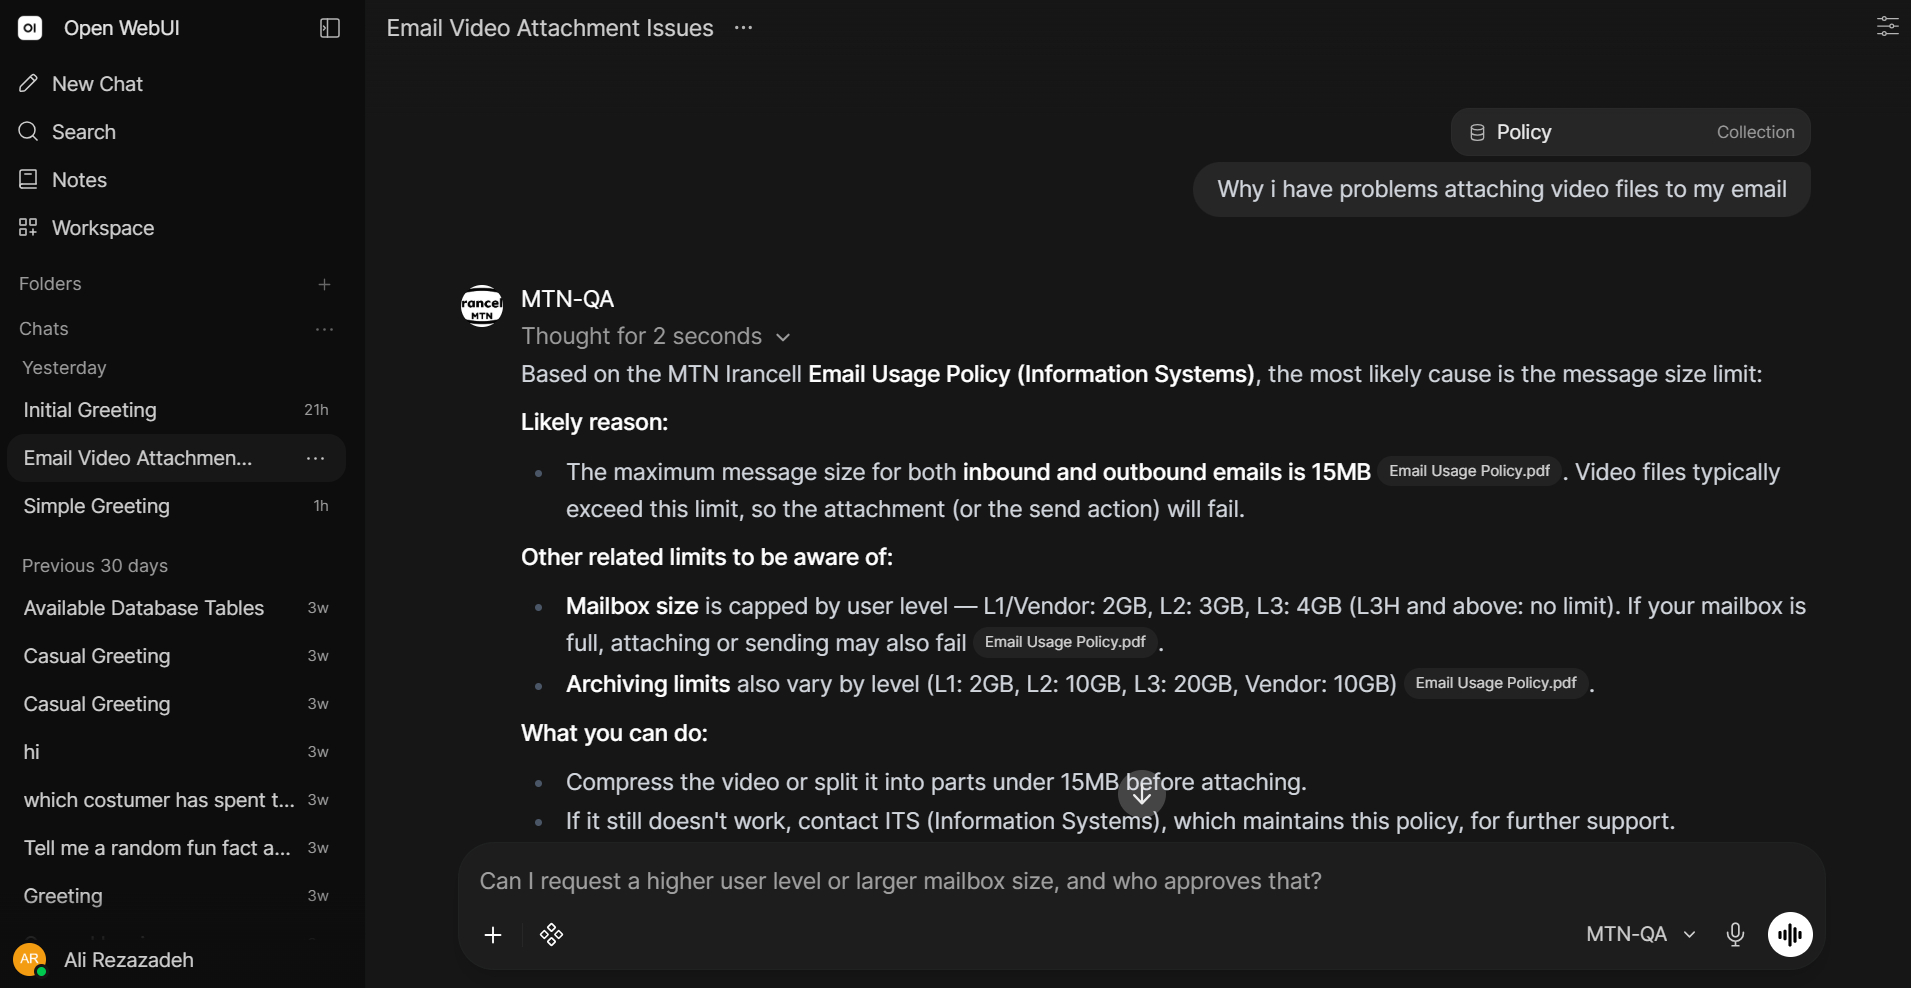 OI Open WebUI
New Chat
Search
Notes
Workspace
Folders
Chats
Yesterday
Initial Greeting 21h
Email Video Attachmen...
Simple Greeting 1h
Previous 30 days
Available Database Tables 3w
Casual Greeting 3w
Casual Greeting 3w
hi 3w
which costumer has spent t... 3w
Tell me a random fun fact a... 3w
Greeting 3w
AR Ali Rezazadeh
Email Video Attachment Issues
Policy Collection
Why i have problems attaching video files to my email
rancel
MTN
MTN-QA
Thought for 2 seconds
Based on the MTN Irancell Email Usage Policy (Information Systems), the most likely cause is the message size limit:
Likely reason:
The maximum message size for both inbound and outbound emails is 15MB Email Usage Policy.pdf . Video files typically
exceed this limit, so the attachment (or the send action) will fail.
Other related limits to be aware of:
Mailbox size is capped by user level — L1/Vendor: 2GB, L2: 3GB, L3: 4GB (L3H and above: no limit). If your mailbox is
full, attaching or sending may also fail Email Usage Policy.pdf .
Archiving limits also vary by level (L1: 2GB, L2: 10GB, L3: 20GB, Vendor: 10GB) Email Usage Policy.pdf .
What you can do:
Compress the video or split it into parts under 15MB before attaching.
If it still doesn't work, contact ITS (Information Systems), which maintains this policy, for further support.
Can I request a higher user level or larger mailbox size, and who approves that?
MTN-QA